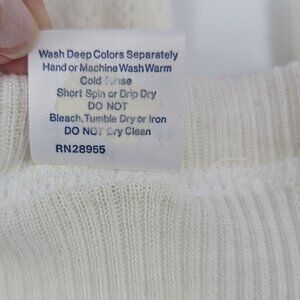 Wash Deep Colors Separately
Hand or Machine Wash Warm
Cold Rinse
Short Spin or Drip Dry
DO NOT
Bleach, Tumble Dry or Iron
DO NOT Dry Clean
RN28955